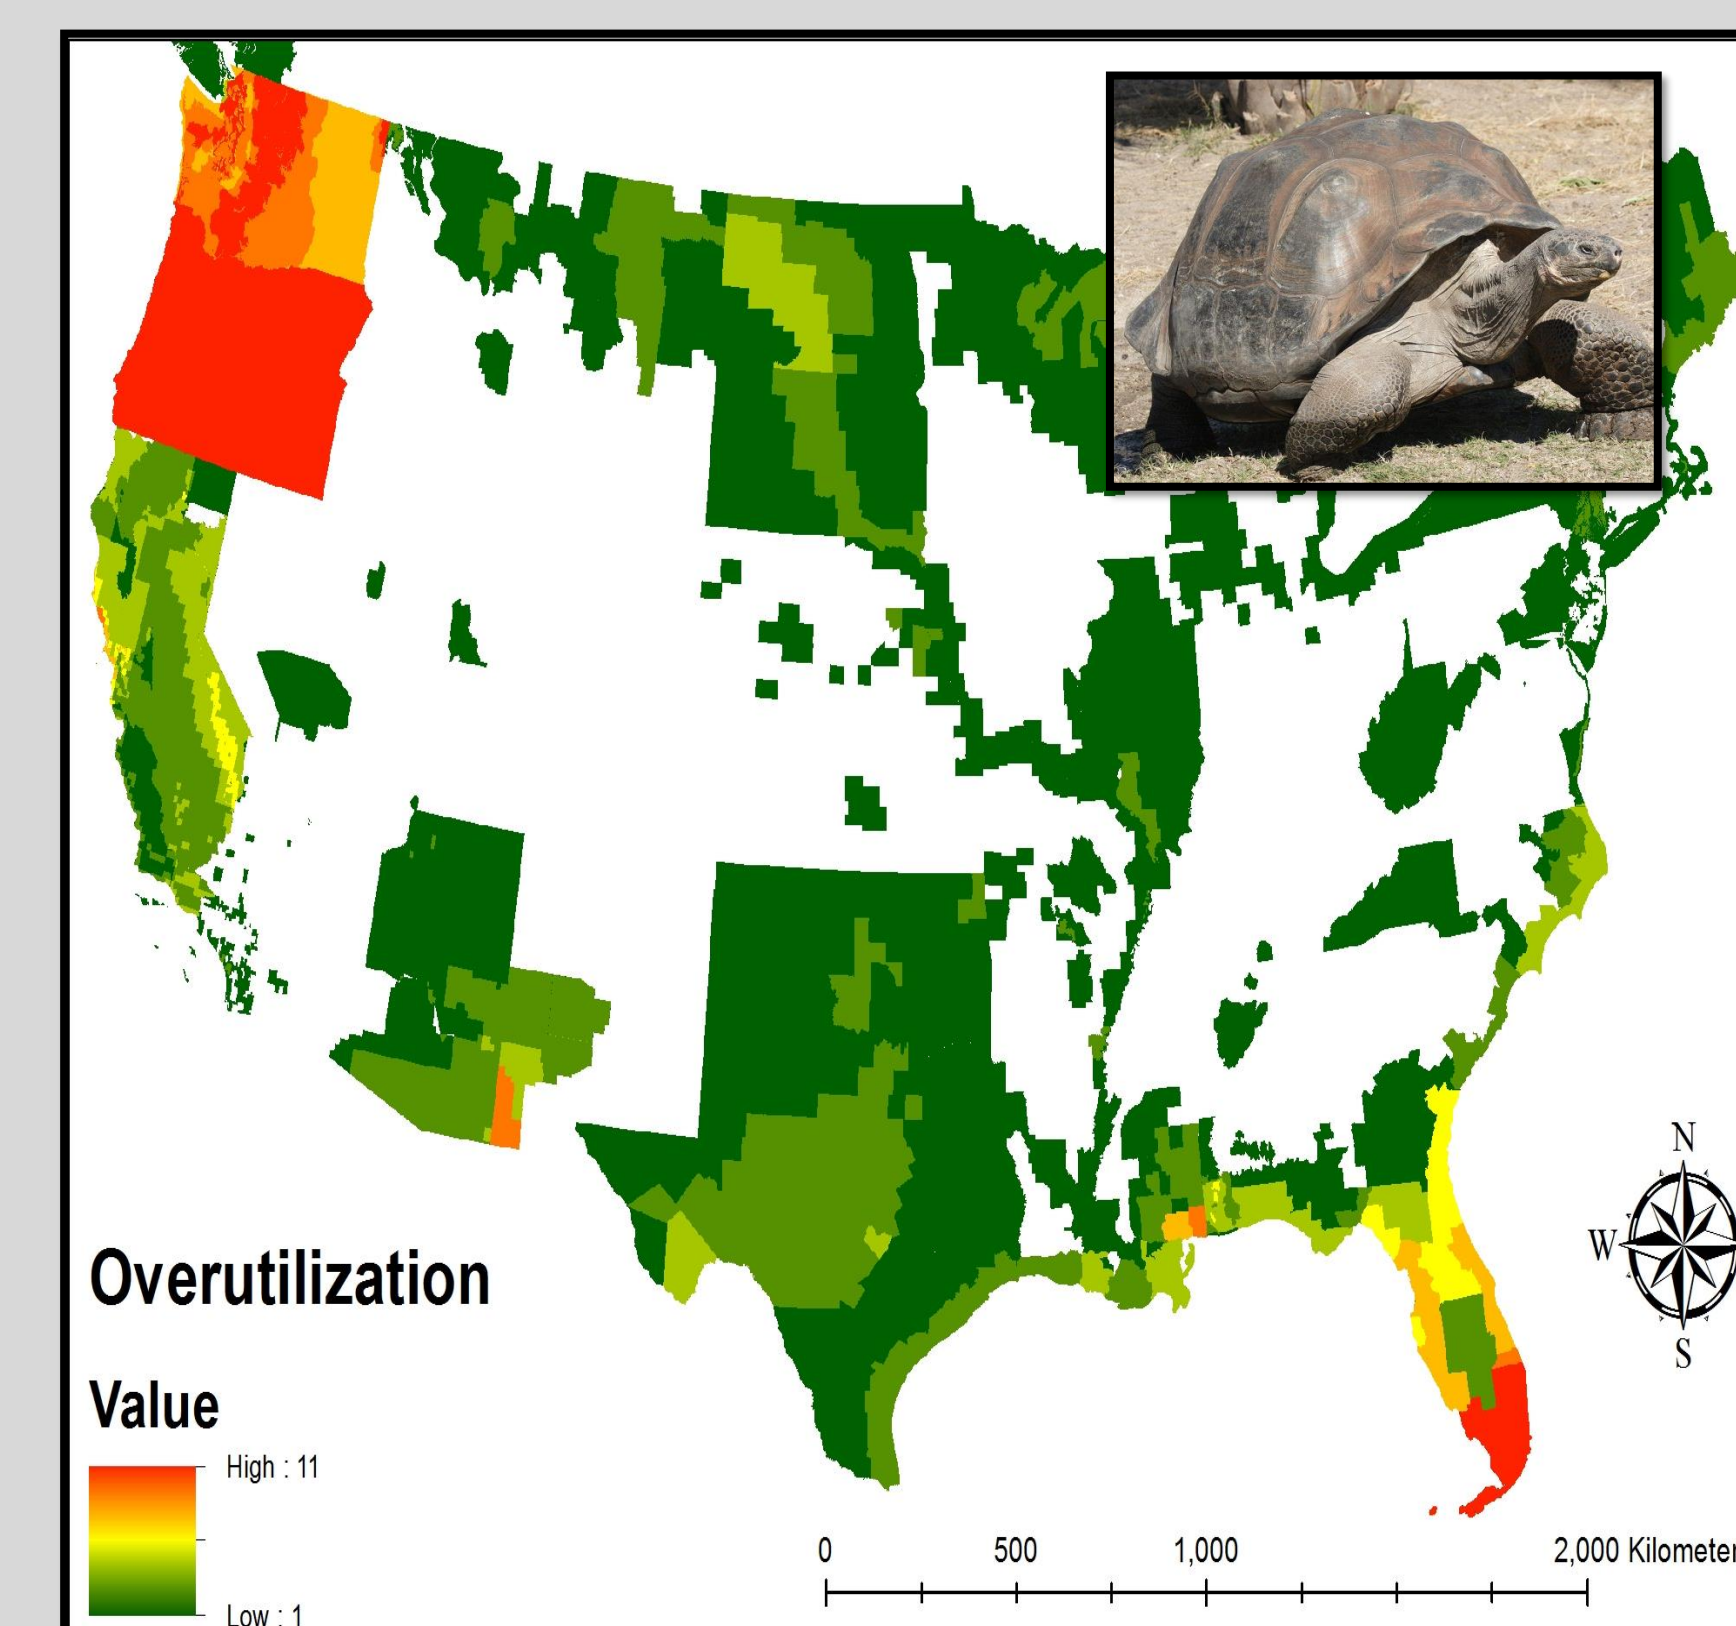 N
W
S
Overutilization
Value
High : 11
Low : 1
0 500 1,000 2,000 Kilometer